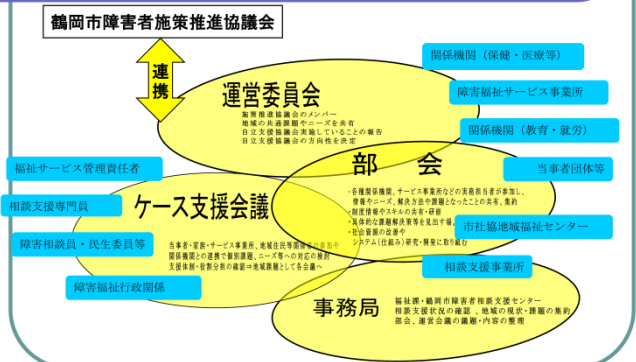 鶴岡市障害者施策推進協議会
連携
運営委員会
施策推進協議会のメンバー
地域の共通課題やニーズを共有
自立支援協議会実施していることの報告
自立支援協議会の方向性を決定
関係機関（保健・医療等）
障害福祉サービス事業所
関係機関（教育・就労）
当事者団体等
市社協地域福祉センター
相談支援事業所
部 会
・各種関係機関、サービス事業所などの実務担当者が参加し、
情報やニーズ、解決方法や課題となったことの共有、集約
・制度情報やスキルの共有・研修
・具体的な課題解決策等を見出す場。
・社会資源の改善や
システム（仕組み）研究・開発に取り組む
福祉サービス管理責任者
相談支援専門員
障害相談員・民生委員等
障害福祉行政関係
ケース支援会議
当事者・家族・サービス事業所、地域住民等関係者の参加や
関係機関との連携で個別課題、ニーズ等への対応の検討
支援体制・役割分担の確認⇒地域課題として各会議へ
事務局
福祉課・鶴岡市障害者相談支援センター
相談支援状況の確認 、地域の現状・課題の集約
部会、運営会議の議題・内容の整理